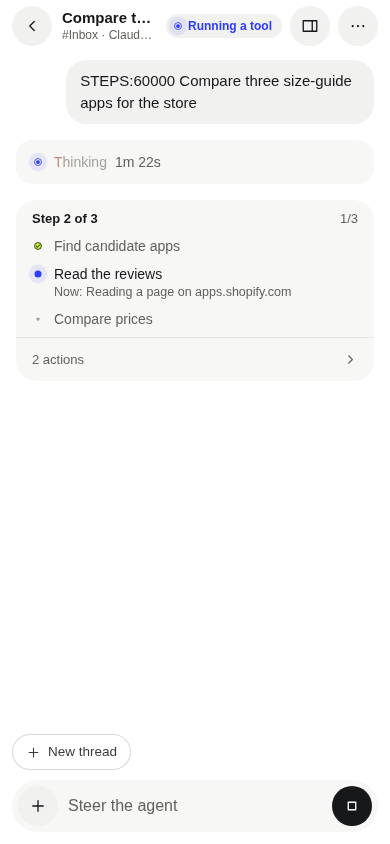 Compare t…
#Inbox · Claud…
Running a tool
STEPS:60000 Compare three size-guide
apps for the store
Thinking 1m 22s
Step 2 of 3 1/3
Find candidate apps
Read the reviews
Now: Reading a page on apps.shopify.com
Compare prices
2 actions
New thread
Steer the agent